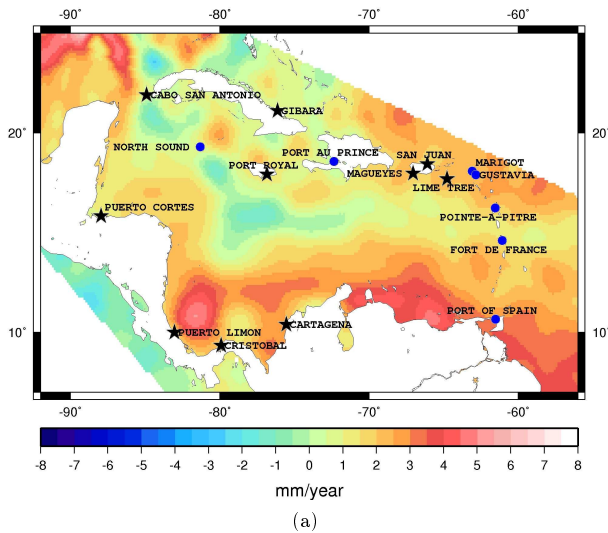 -90° -80° -70° -60°
CABO SAN ANTONIO
GIBARA
20° 20°
NORTH SOUND
PORT AU PRINCE
SAN JUAN
MARIGOT
PORT ROYAL
MAGUEYES
GUSTAVIA
LIME TREE
PUERTO CORTES
POINTE-A-PITRE
FORT DE FRANCE
PORT OF SPAIN
CARTAGENA
10° 10°
PUERTO LIMON
CRISTOBAL
-90° -80° -70° -60°
-8 -7 -6 -5 -4 -3 -2 -1 0 1 2 3 4 5 6 7 8
mm/year
(a)